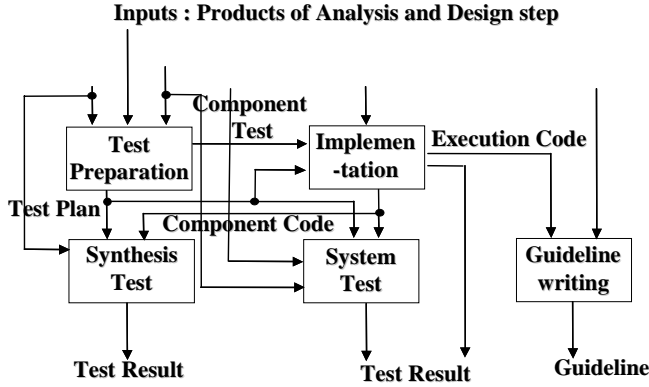 Inputs : Products of Analysis and Design step
Component
Test
Test
Preparation
Implemen
-tation
Execution Code
Test Plan
Component Code
Synthesis
Test
System
Test
Guideline
writing
Test Result
Test Result
Guideline